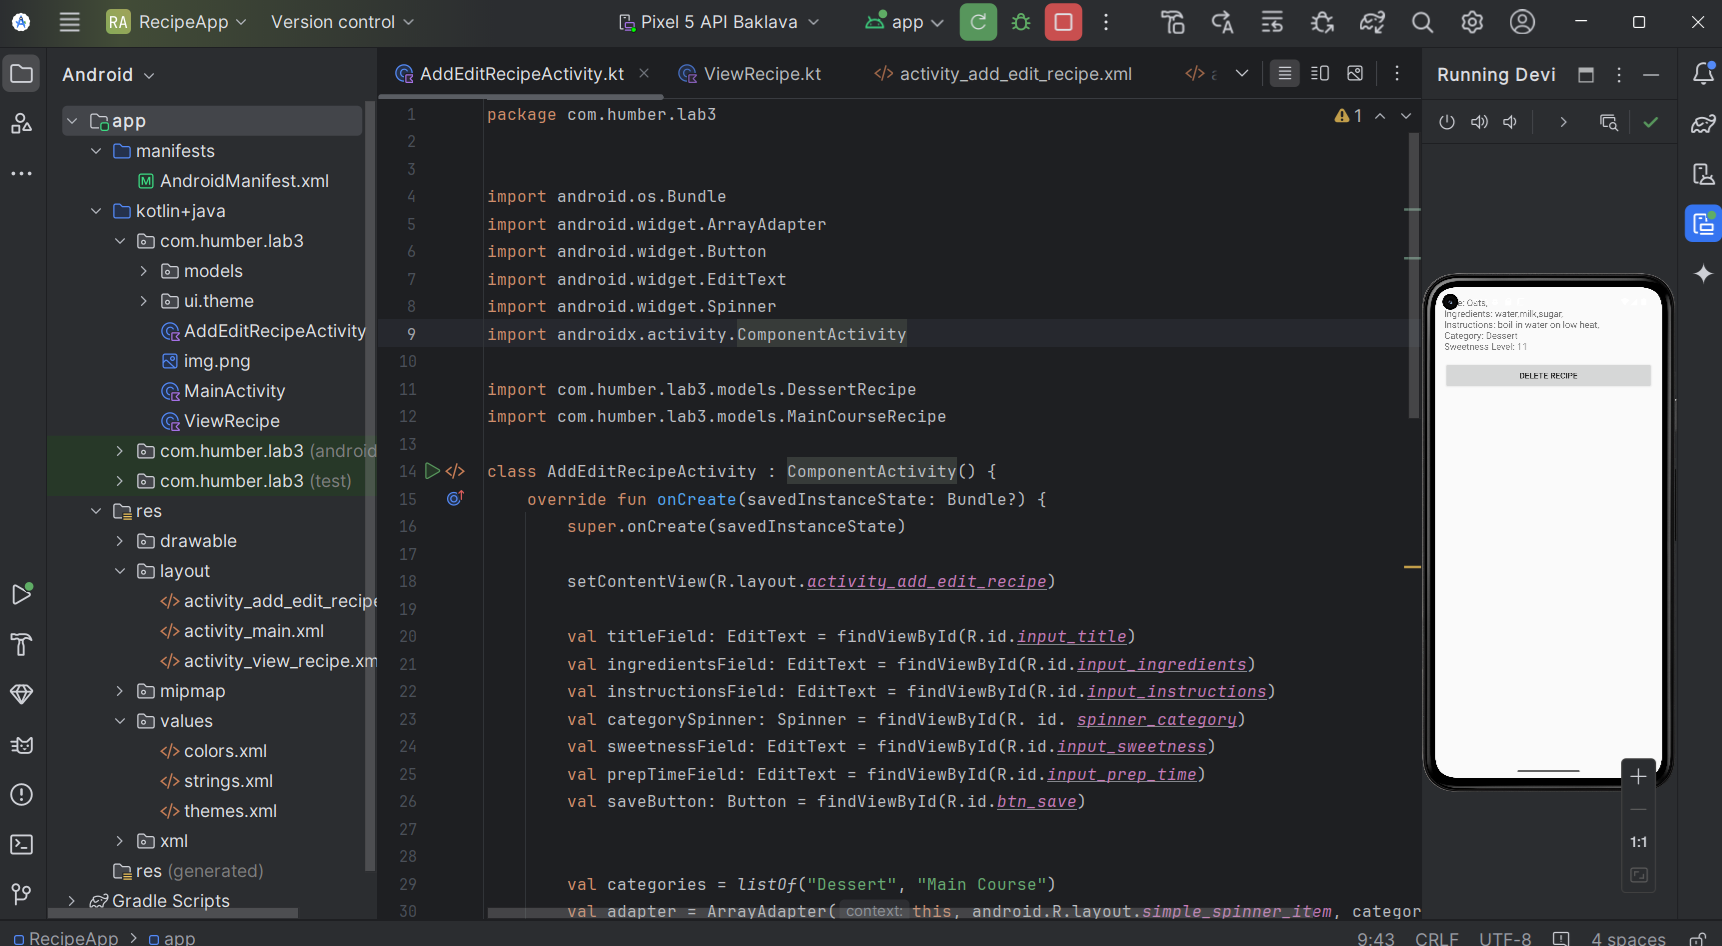 RA RecipeApp Version control Pixel 5 API Baklava app
Android
AddEditRecipeActivity.kt ViewRecipe.kt activity_add_edit_recipe.xml
Running Devi
app
manifests
AndroidManifest.xml
kotlin+java
com.humber.lab3
models
ui.theme
AddEditRecipeActivity
img.png
MainActivity
ViewRecipe
com.humber.lab3 (android
com.humber.lab3 (test)
res
drawable
layout
activity_add_edit_recipe
activity_main.xml
activity_view_recipe.xm
mipmap
values
colors.xml
strings.xml
themes.xml
xml
res (generated)
Gradle Scripts
1 package com.humber.lab3
1
2
3
4 import android.os.Bundle
5 import android.widget.ArrayAdapter
6 import android.widget.Button
7 import android.widget.EditText
8 import android.widget.Spinner
9 import androidx.activity.ComponentActivity
10
11 import com.humber.lab3.models.DessertRecipe
12 import com.humber.lab3.models.MainCourseRecipe
13
14 class AddEditRecipeActivity : ComponentActivity() {
15 override fun onCreate(savedInstanceState: Bundle?) {
16 super.onCreate(savedInstanceState)
17
18 setContentView(R.layout.activity_add_edit_recipe)
19
20 val titleField: EditText = findViewById(R.id.input_title)
21 val ingredientsField: EditText = findViewById(R.id.input_ingredients)
22 val instructionsField: EditText = findViewById(R.id.input_instructions)
23 val categorySpinner: Spinner = findViewById(R. id. spinner_category)
24 val sweetnessField: EditText = findViewById(R.id.input_sweetness)
25 val prepTimeField: EditText = findViewById(R.id.input_prep_time)
26 val saveButton: Button = findViewById(R.id.btn_save)
27
28
29 val categories = listOf("Dessert", "Main Course")
30 val adapter = ArrayAdapter( context: this, android.R.layout.simple_spinner_item, categor
e: Oats,
Ingredients: water,milk,sugar,
Instructions: boil in water on low heat,
Category: Dessert
Sweetness Level: 11
DELETE RECIPE
1:1
RecipeApp > app
9:43 CRLF UTF-8 4 spaces